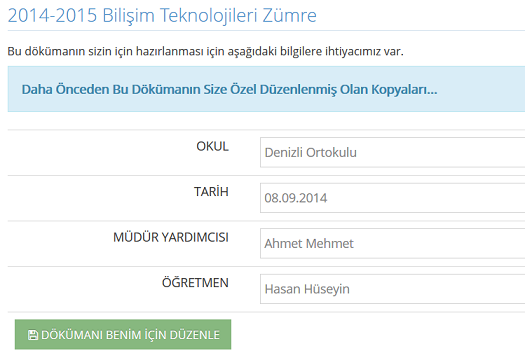 2014-2015 Bilişim Teknolojileri Zümre
Bu dökümanın sizin için hazırlanması için aşağıdaki bilgilere ihtiyacımız var.
Daha Önceden Bu Dökümanın Size Özel Düzenlenmiş Olan Kopyaları...
OKUL Denizli Ortokulu
TARİH 08.09.2014
MÜDÜR YARDIMCISI Ahmet Mehmet
ÖĞRETMEN Hasan Hüseyin
DÖKÜMANI BENİM İÇİN DÜZENLE